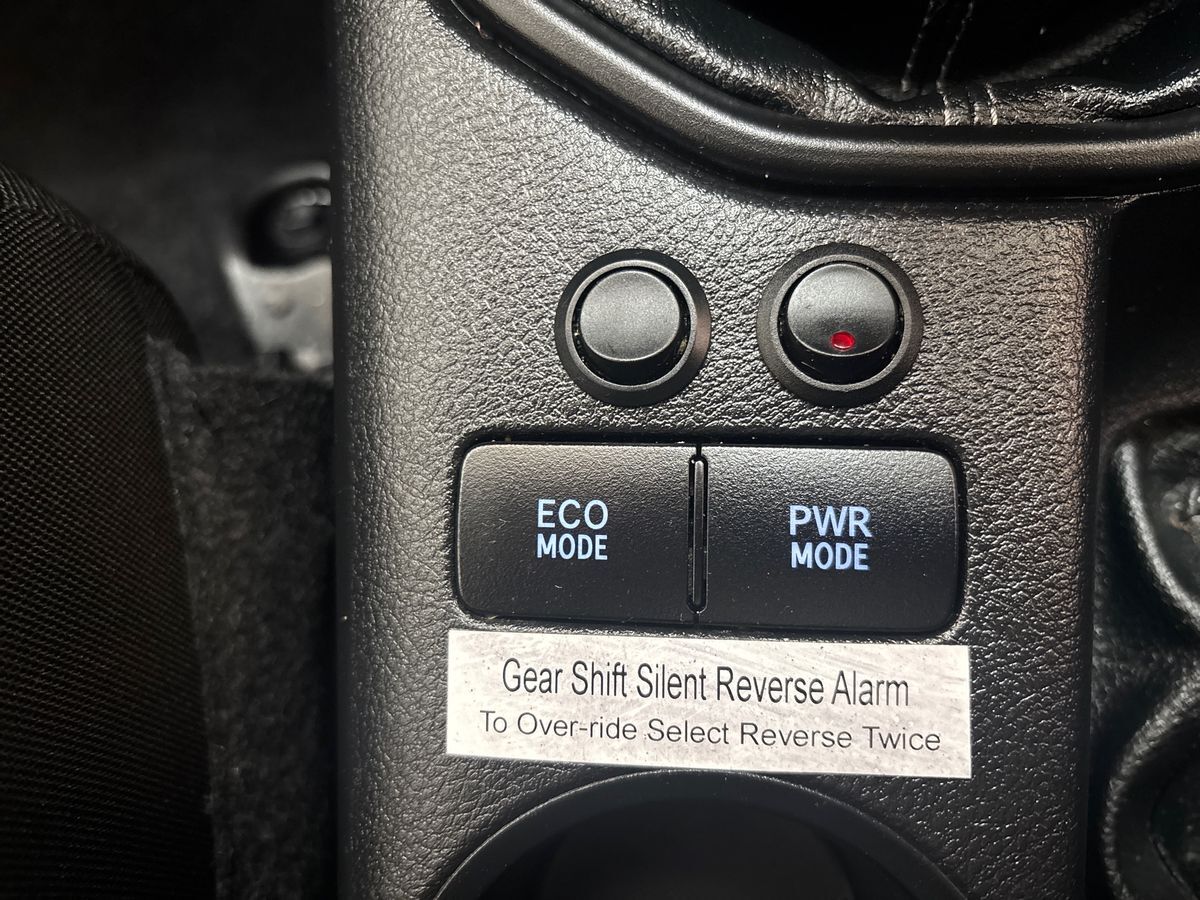 ECO
MODE
PWR
MODE
Gear Shift Silent Reverse Alarm
To Over-ride Select Reverse Twice